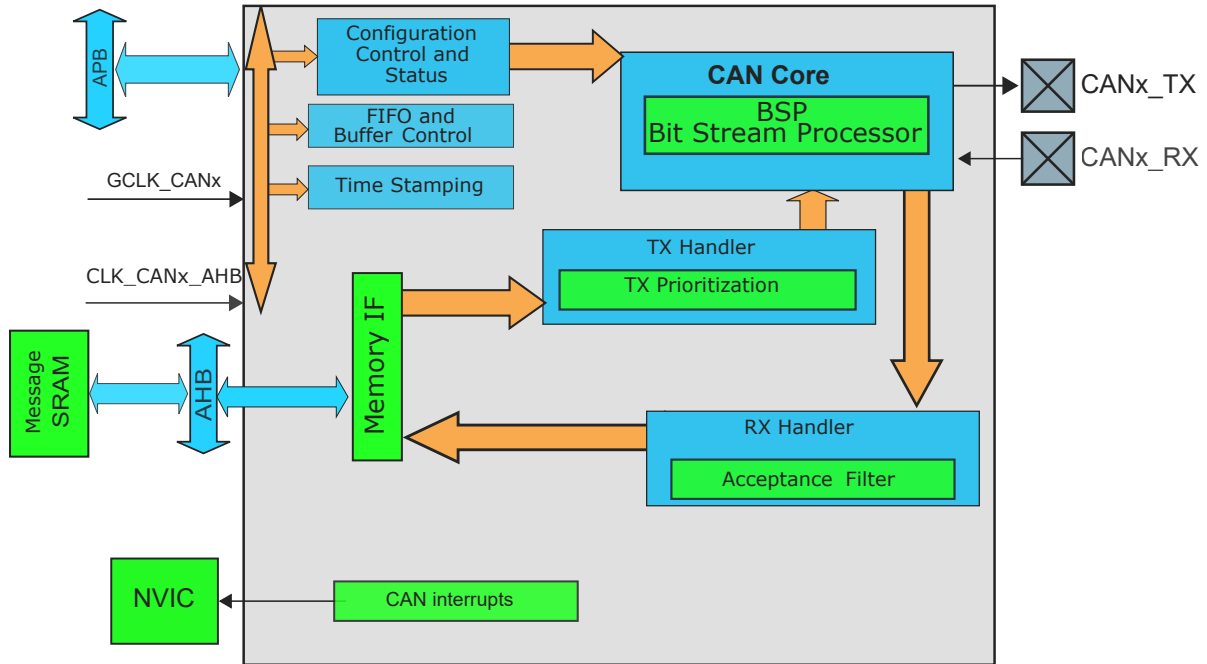 APB
Configuration
Control and
Status
FIFO and
Buffer Control
Time Stamping
GCLK_CANx
CLK_CANx_AHB
CAN Core
BSP
Bit Stream Processor
CANx_TX
CANx_RX
TX Handler
TX Prioritization
Memory IF
Message
SRAM
AHB
RX Handler
Acceptance Filter
NVIC
CAN interrupts